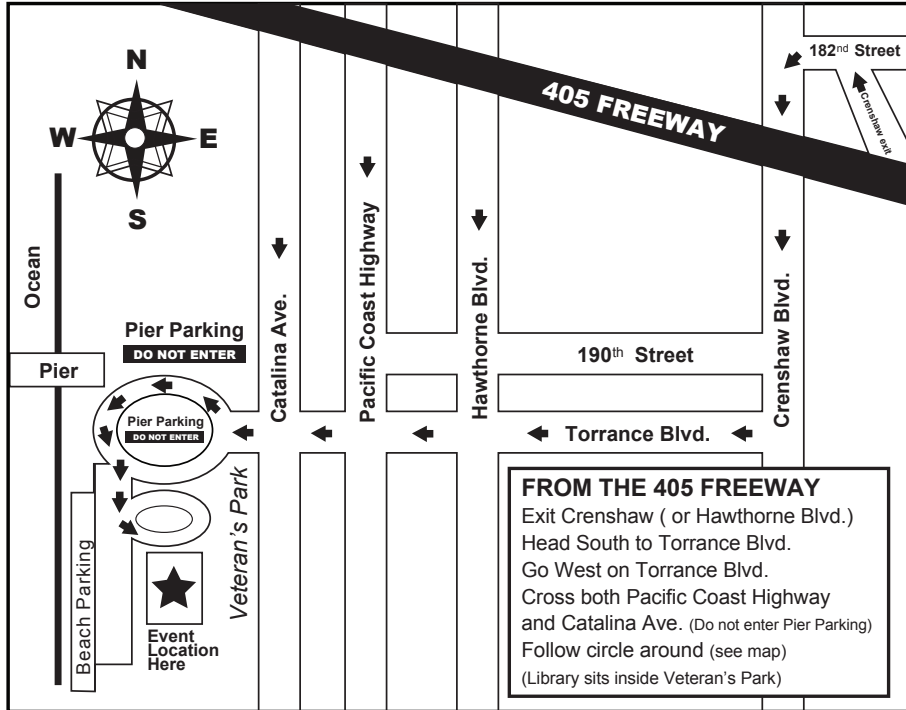 N
W
E
S
182nd Street
Crenshaw exit
405 FREEWAY
Ocean
Pier
Pier Parking
DO NOT ENTER
Pier Parking
DO NOT ENTER
Catalina Ave.
Pacific Coast Highway
Hawthorne Blvd.
Crenshaw Blvd.
190th Street
Torrance Blvd.
Veteran's Park
Beach Parking
Event
Location
Here
FROM THE 405 FREEWAY
Exit Crenshaw ( or Hawthorne Blvd.)
Head South to Torrance Blvd.
Go West on Torrance Blvd.
Cross both Pacific Coast Highway
and Catalina Ave. (Do not enter Pier Parking)
Follow circle around (see map)
(Library sits inside Veteran's Park)